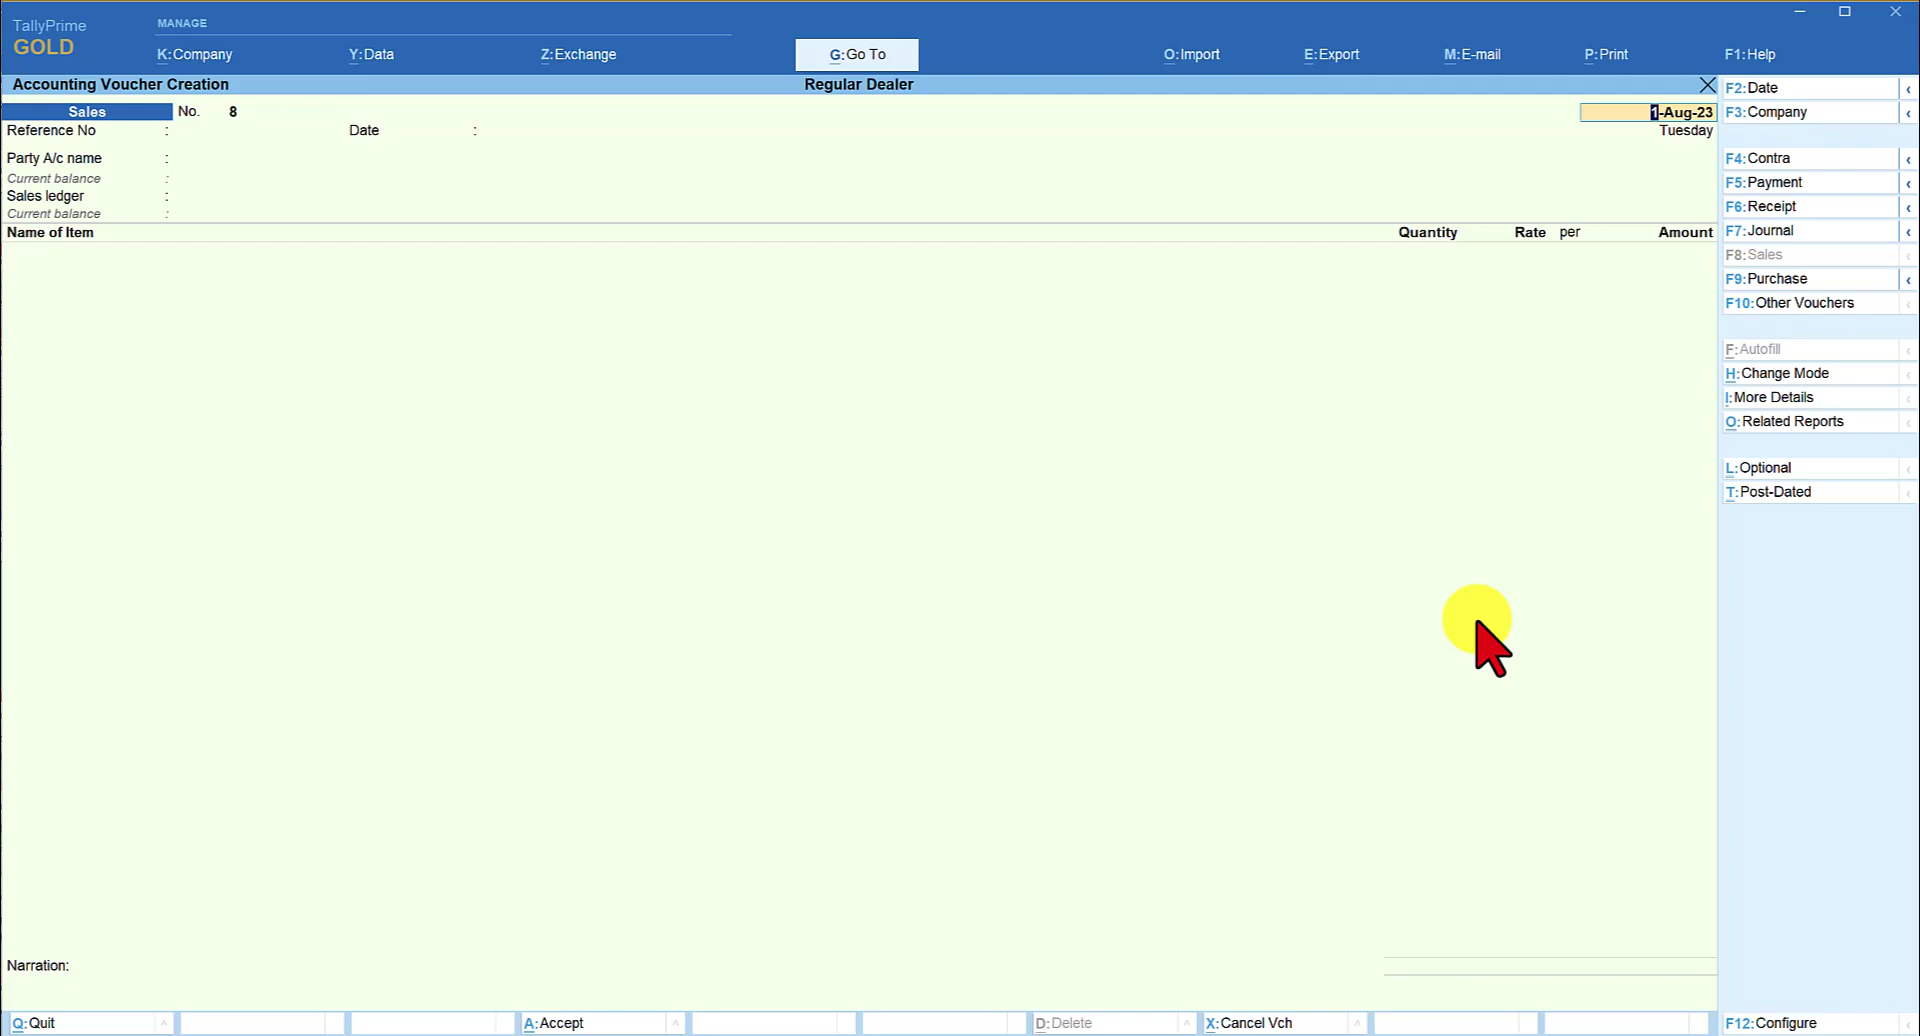 TallyPrime
GOLD
MANAGE
K:Company Y:Data Z:Exchange G:Go To O:Import E:Export M:E-mail P:Print F1:Help
Accounting Voucher Creation Regular Dealer
Sales No. 8 1-Aug-23
Reference No : Date : Tuesday
Party A/c name :
Current balance :
Sales ledger :
Current balance :
Name of Item Quantity Rate per Amount
Narration:
F2:Date
F3:Company
F4:Contra
F5:Payment
F6:Receipt
F7:Journal
F8:Sales
F9:Purchase
F10:Other Vouchers
F:Autofill
H:Change Mode
I:More Details
O:Related Reports
L:Optional
T:Post-Dated
Q:Quit A:Accept D:Delete X:Cancel Vch F12:Configure